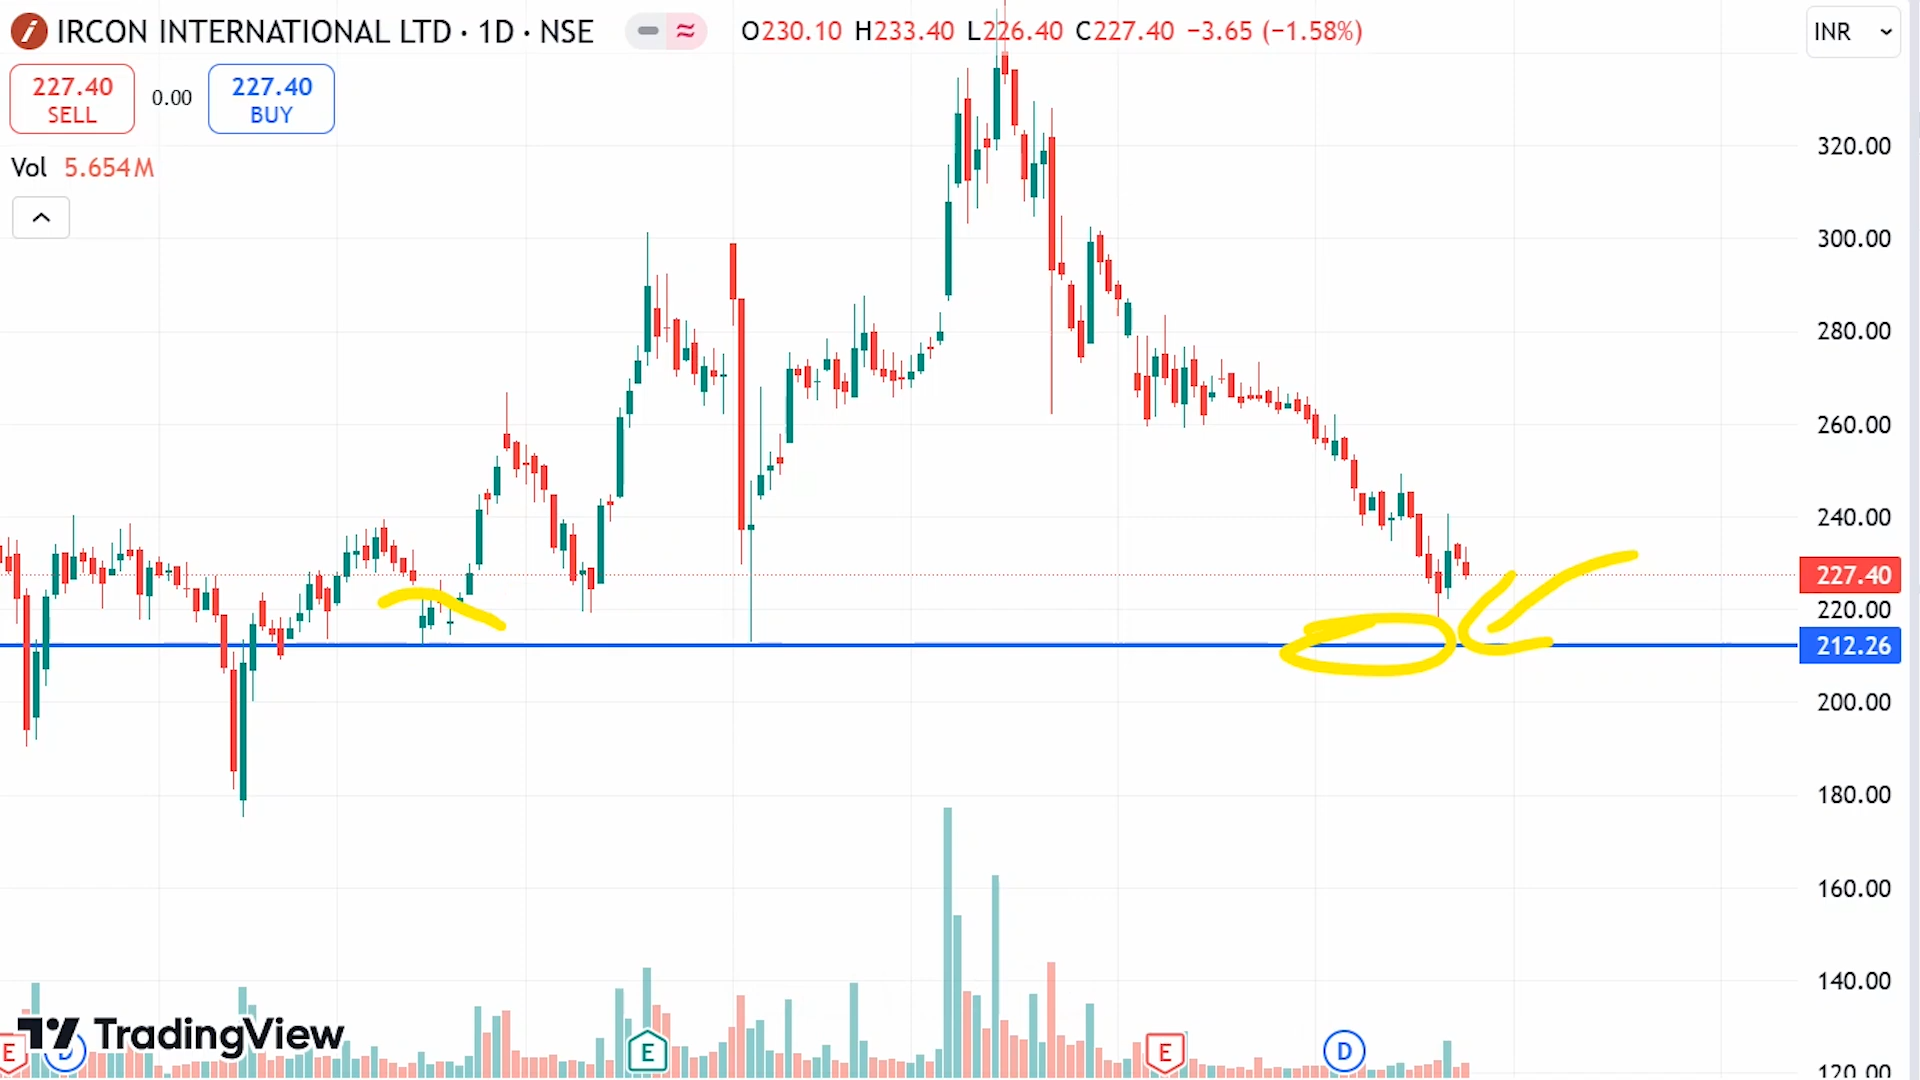 IRCON INTERNATIONAL LTD · 1D · NSE
O230.10 H233.40 L226.40 C227.40 −3.65 (−1.58%)
INR
227.40
SELL
0.00
227.40
BUY
Vol 5.654M
320.00
300.00
280.00
260.00
240.00
227.40
220.00
212.26
200.00
180.00
160.00
140.00
120.00
TradingView
E
D
E
E
D